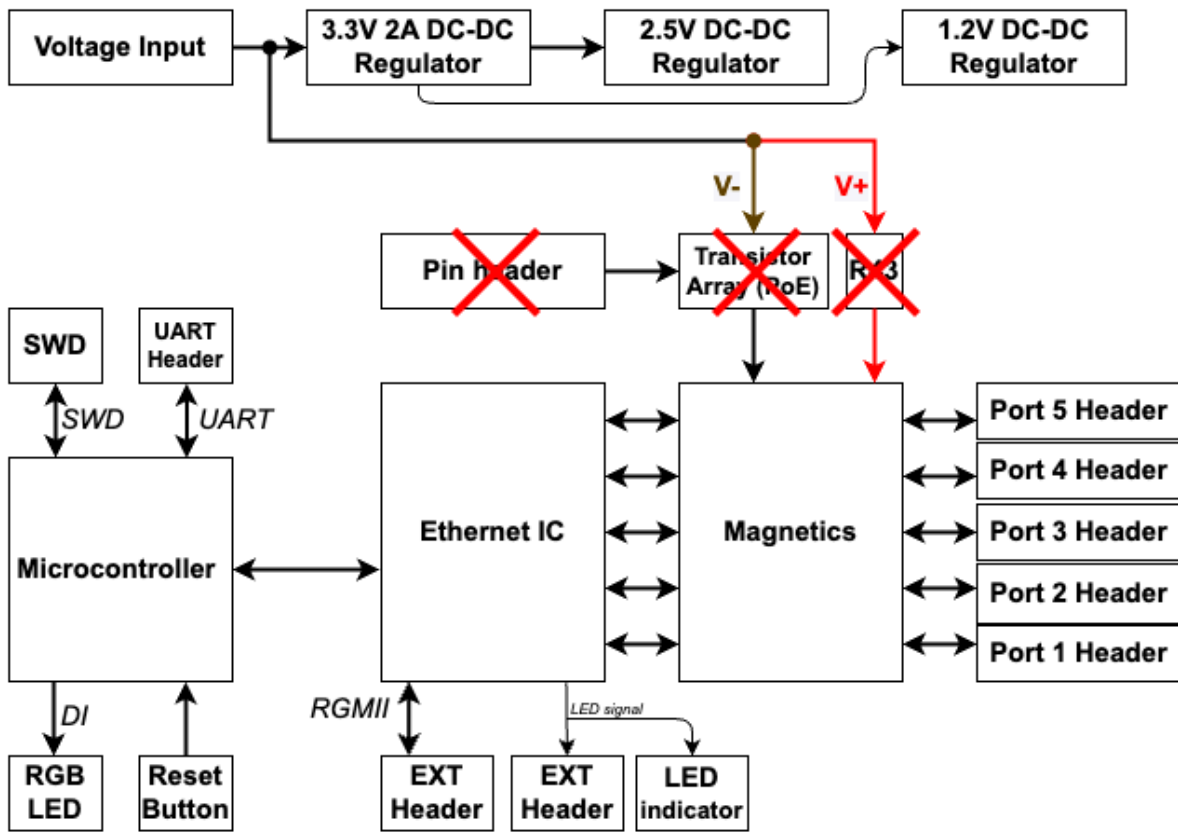 Voltage Input
3.3V 2A DC-DC
Regulator
2.5V DC-DC
Regulator
1.2V DC-DC
Regulator
V-
V+
Pin header
Transistor
Array (PoE)
SWD
UART
Header
SWD
UART
Microcontroller
Ethernet IC
Magnetics
Port 5 Header
Port 4 Header
Port 3 Header
Port 2 Header
Port 1 Header
DI
RGMII
LED signal
RGB
LED
Reset
Button
EXT
Header
EXT
Header
LED
indicator